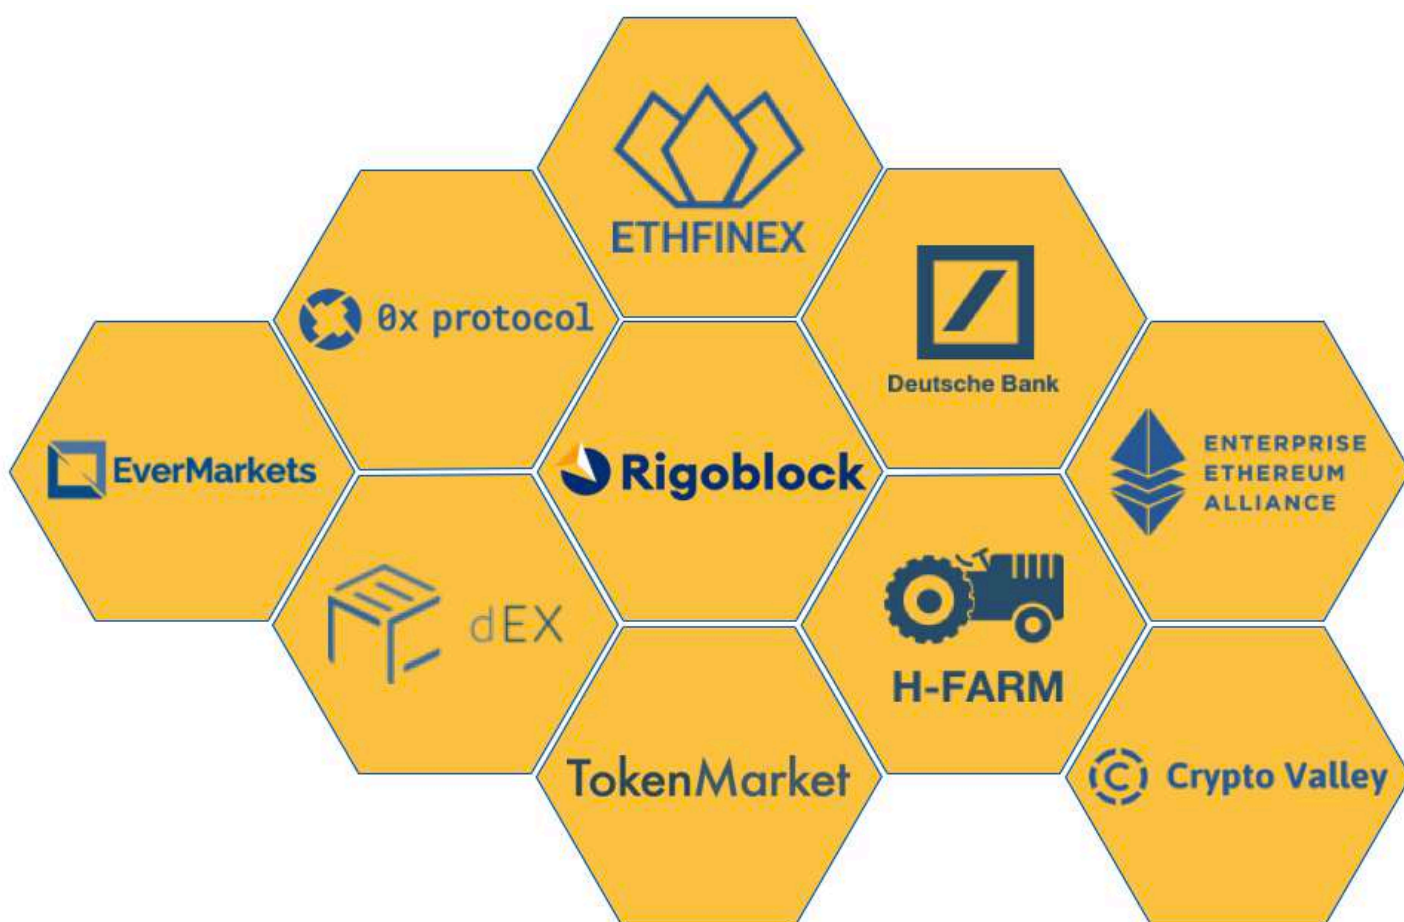 ETHFINEX
0x protocol
Deutsche Bank
EverMarkets
Rigoblock
ENTERPRISE
ETHEREUM
ALLIANCE
dEX
H-FARM
TokenMarket
C Crypto Valley